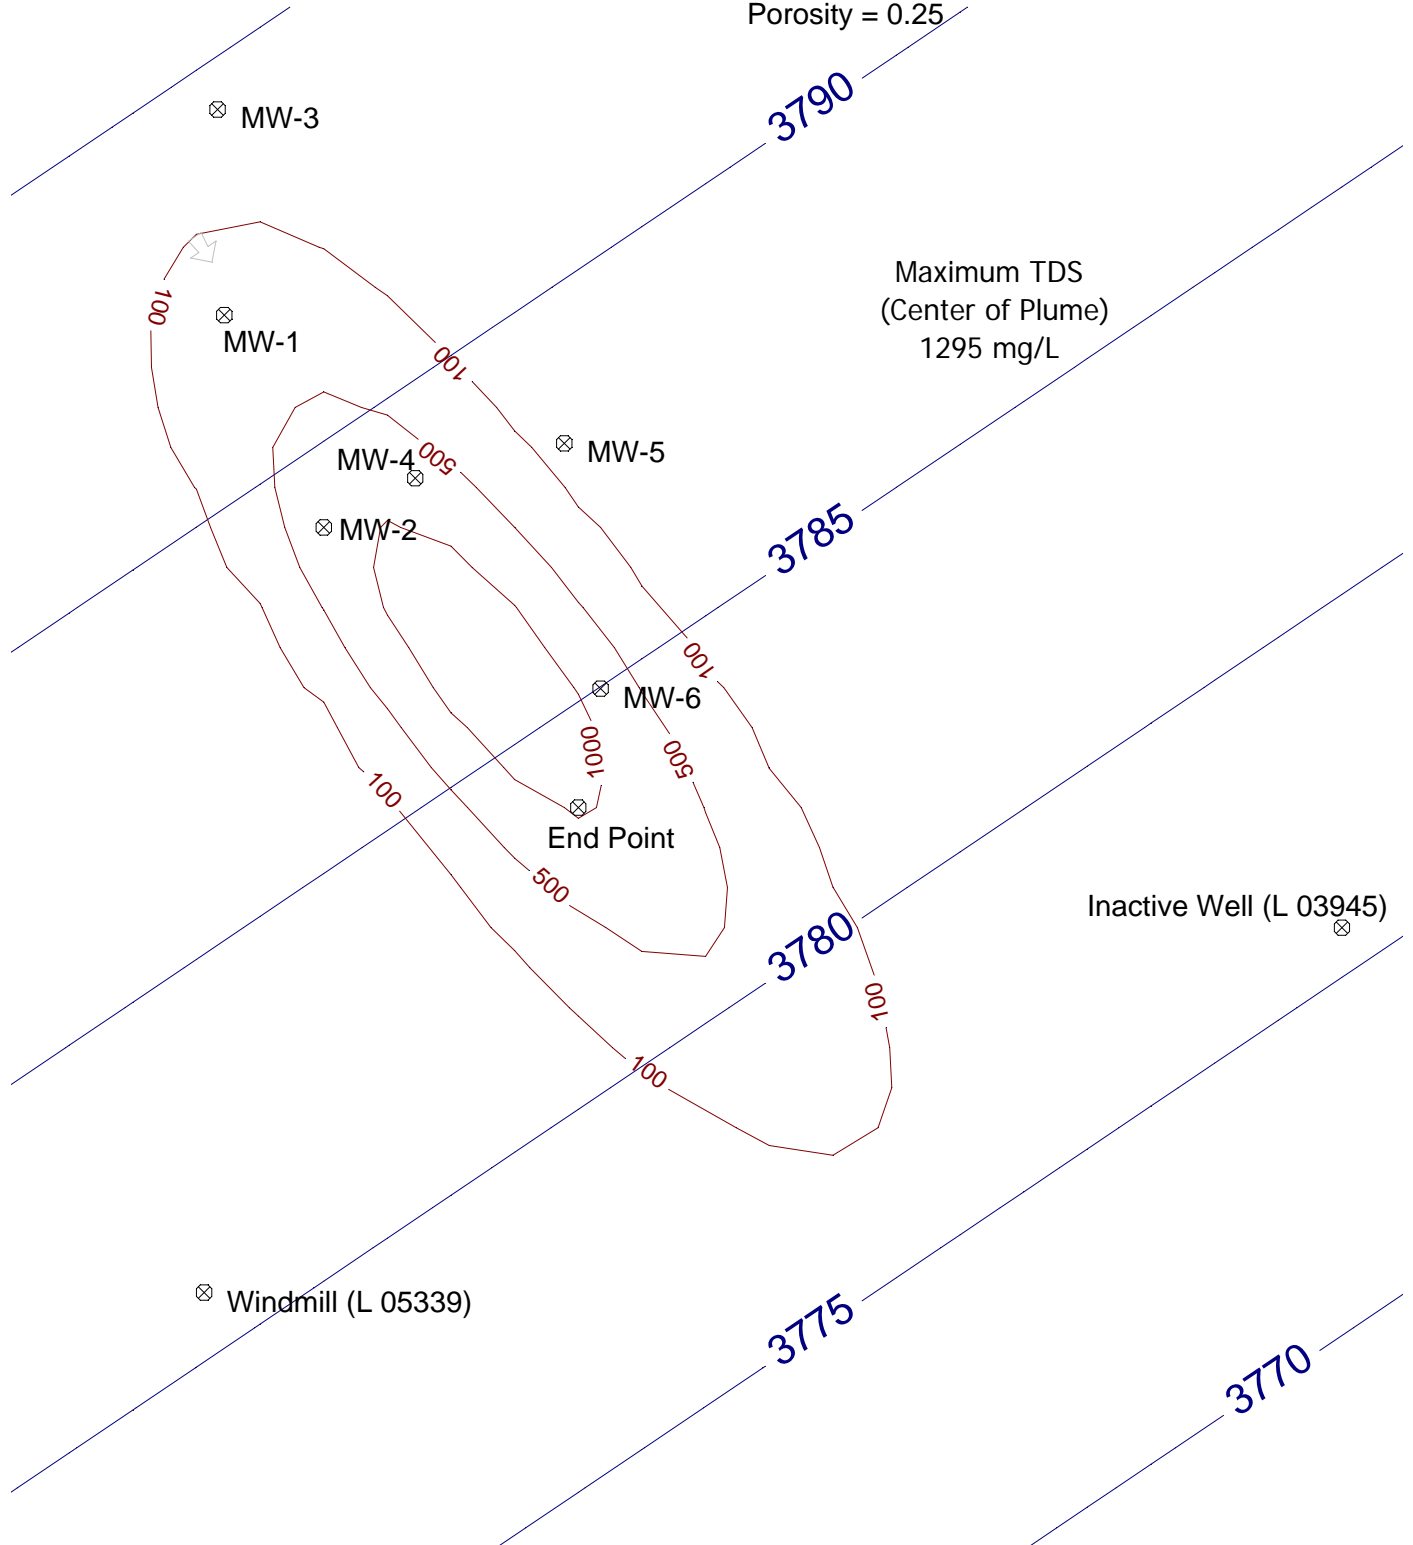 Porosity = 0.25
3790
MW-3
Maximum TDS
(Center of Plume)
1295 mg/L
100
MW-1
100
MW-4
500
MW-5
MW-2
3785
100
MW-6
1000
500
100
End Point
500
Inactive Well (L 03945)
3780
100
100
Windmill (L 05339)
3775
3770